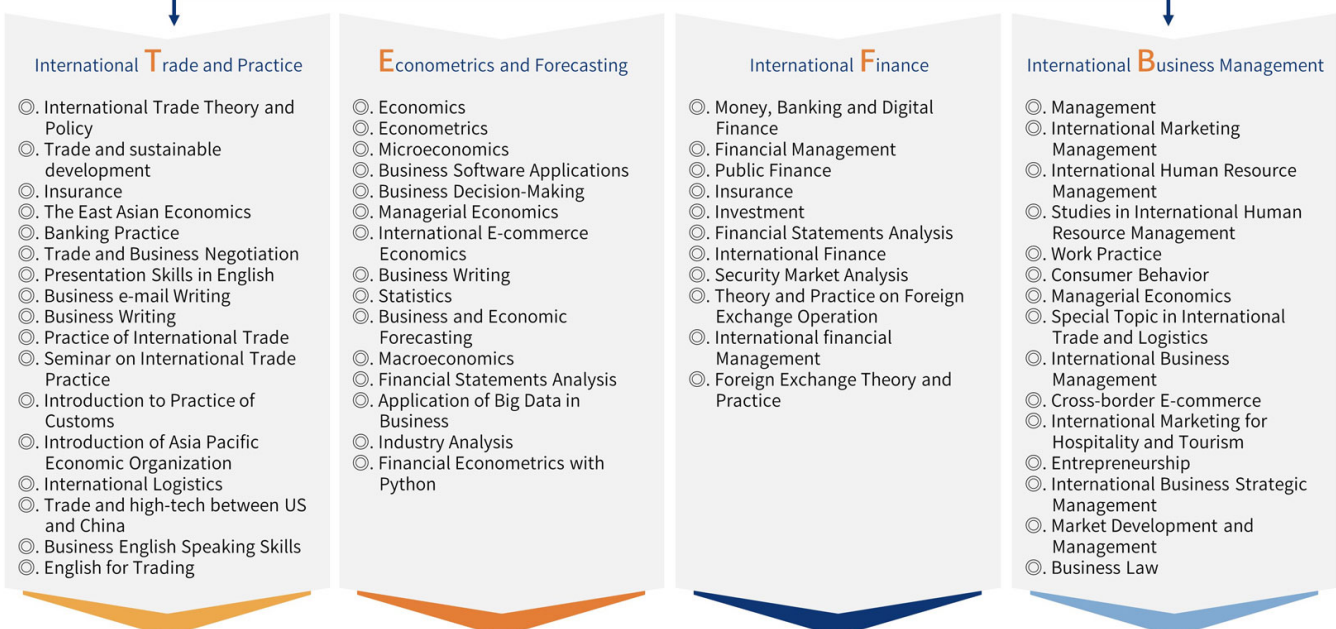 International Trade and Practice
◎. International Trade Theory and
Policy
◎. Trade and sustainable
development
◎. Insurance
◎. The East Asian Economics
◎. Banking Practice
◎. Trade and Business Negotiation
◎. Presentation Skills in English
◎. Business e-mail Writing
◎. Business Writing
◎. Practice of International Trade
◎. Seminar on International Trade
Practice
◎. Introduction to Practice of
Customs
◎. Introduction of Asia Pacific
Economic Organization
◎. International Logistics
◎. Trade and high-tech between US
and China
◎. Business English Speaking Skills
◎. English for Trading
Econometrics and Forecasting
◎. Economics
◎. Econometrics
◎. Microeconomics
◎. Business Software Applications
◎. Business Decision-Making
◎. Managerial Economics
◎. International E-commerce
Economics
◎. Business Writing
◎. Statistics
◎. Business and Economic
Forecasting
◎. Macroeconomics
◎. Financial Statements Analysis
◎. Application of Big Data in
Business
◎. Industry Analysis
◎. Financial Econometrics with
Python
International Finance
◎. Money, Banking and Digital
Finance
◎. Financial Management
◎. Public Finance
◎. Insurance
◎. Investment
◎. Financial Statements Analysis
◎. International Finance
◎. Security Market Analysis
◎. Theory and Practice on Foreign
Exchange Operation
◎. International financial
Management
◎. Foreign Exchange Theory and
Practice
International Business Management
◎. Management
◎. International Marketing
Management
◎. International Human Resource
Management
◎. Studies in International Human
Resource Management
◎. Work Practice
◎. Consumer Behavior
◎. Managerial Economics
◎. Special Topic in International
Trade and Logistics
◎. International Business
Management
◎. Cross-border E-commerce
◎. International Marketing for
Hospitality and Tourism
◎. Entrepreneurship
◎. International Business Strategic
Management
◎. Market Development and
Management
◎. Business Law